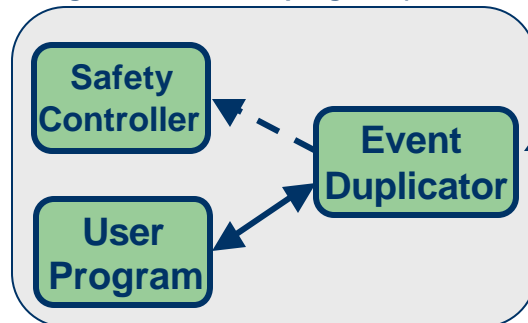 Safety
Controller
Event
Duplicator
User
Program